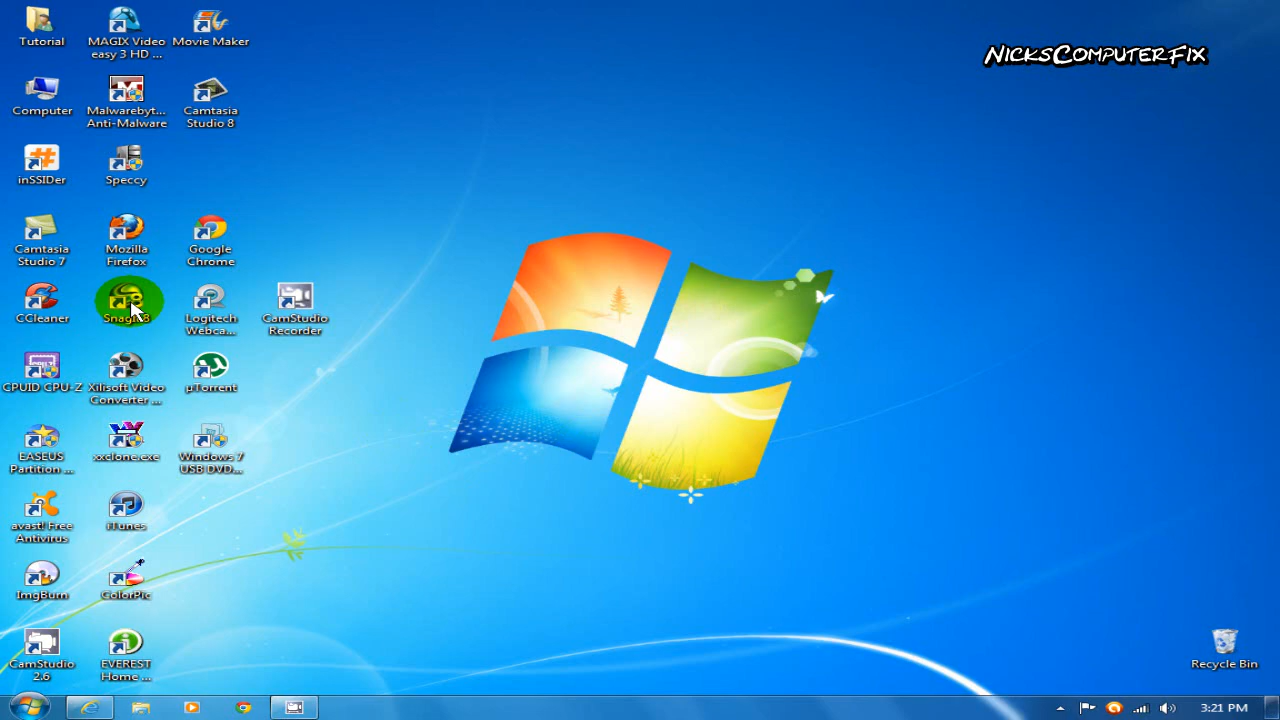 NicksComputerFix
Tutorial
MAGIX Video
easy 3 HD ...
Movie Maker
Computer
Malwarebyt...
Anti-Malware
Camtasia
Studio 8
inSSIDer
Speccy
Camtasia
Studio 7
Mozilla
Firefox
Google
Chrome
CCleaner
SnagIt 8
Logitech
Webca...
CamStudio
Recorder
CPUID CPU-Z
Xilisoft Video
Converter ...
µTorrent
EASEUS
Partition ...
xxclone.exe
Windows 7
USB DVD...
avast! Free
Antivirus
iTunes
ImgBurn
ColorPic
CamStudio
2.6
EVEREST
Home ...
Recycle Bin
3:21 PM